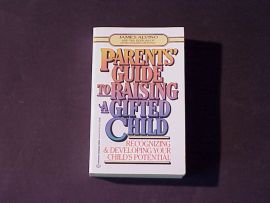 JAMES ALVINO
PARENTS'
GUIDE
TO RAISING
A GIFTED
CHILD
RECOGNIZING
& DEVELOPING YOUR
CHILD'S POTENTIAL